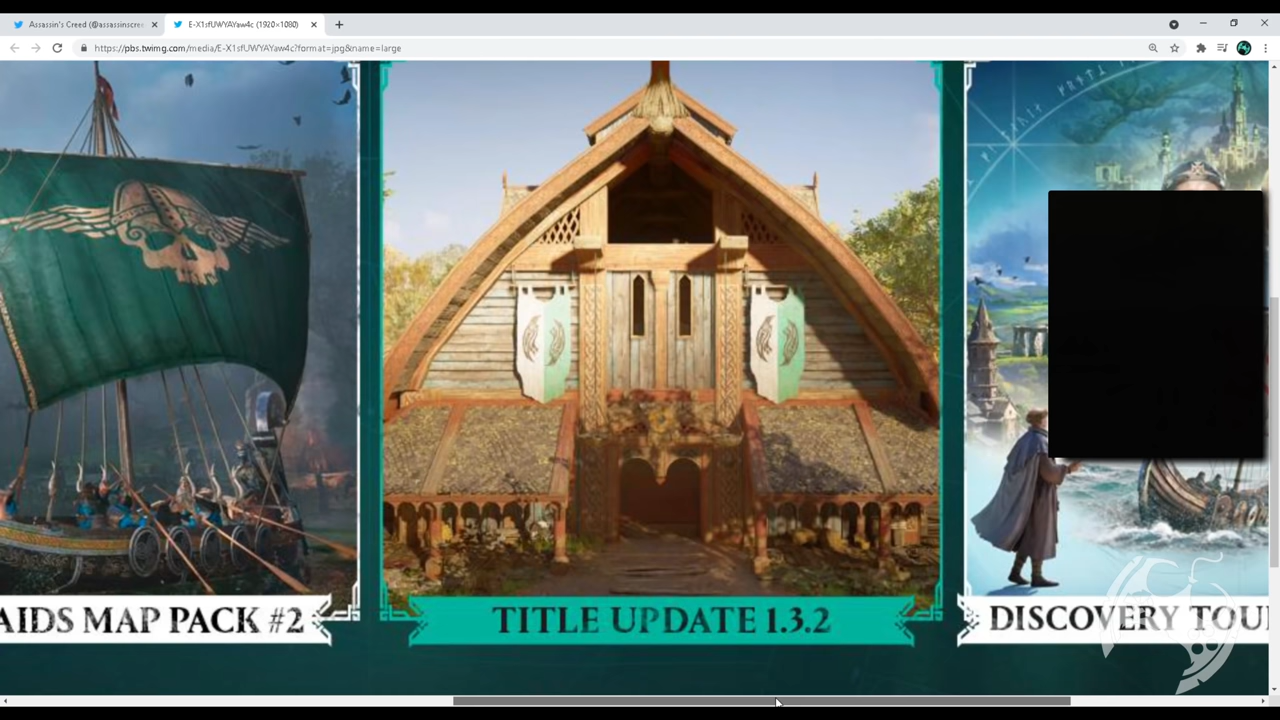 Assassin's Creed (@assassinscree
E-X1sfUWYAYaw4c (1920×1080)
https://pbs.twimg.com/media/E-X1sfUWYAYaw4c?format=jpg&name=large
AIDS MAP PACK #2
TITLE UPDATE 1.3.2
DISCOVERY TOU